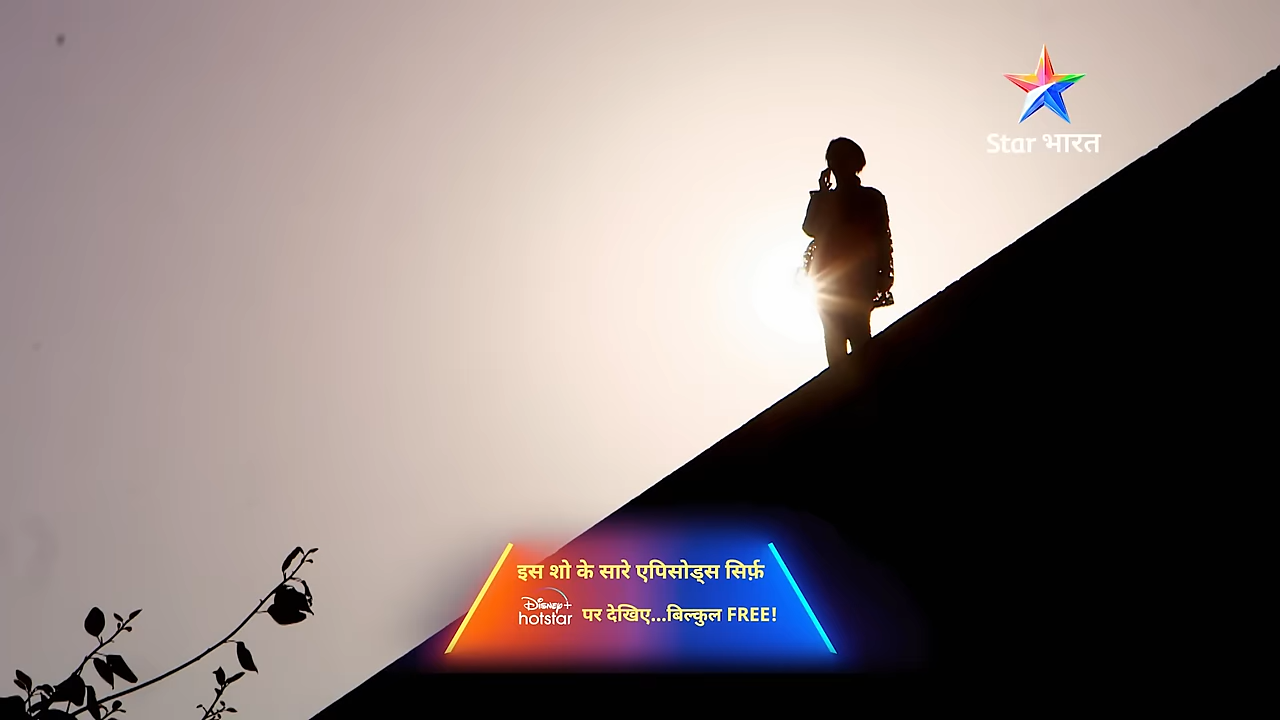 Star भारत
इस शो के सारे एपिसोड्स सिर्फ़
Disney+ hotstar पर देखिए...बिल्कुल FREE!